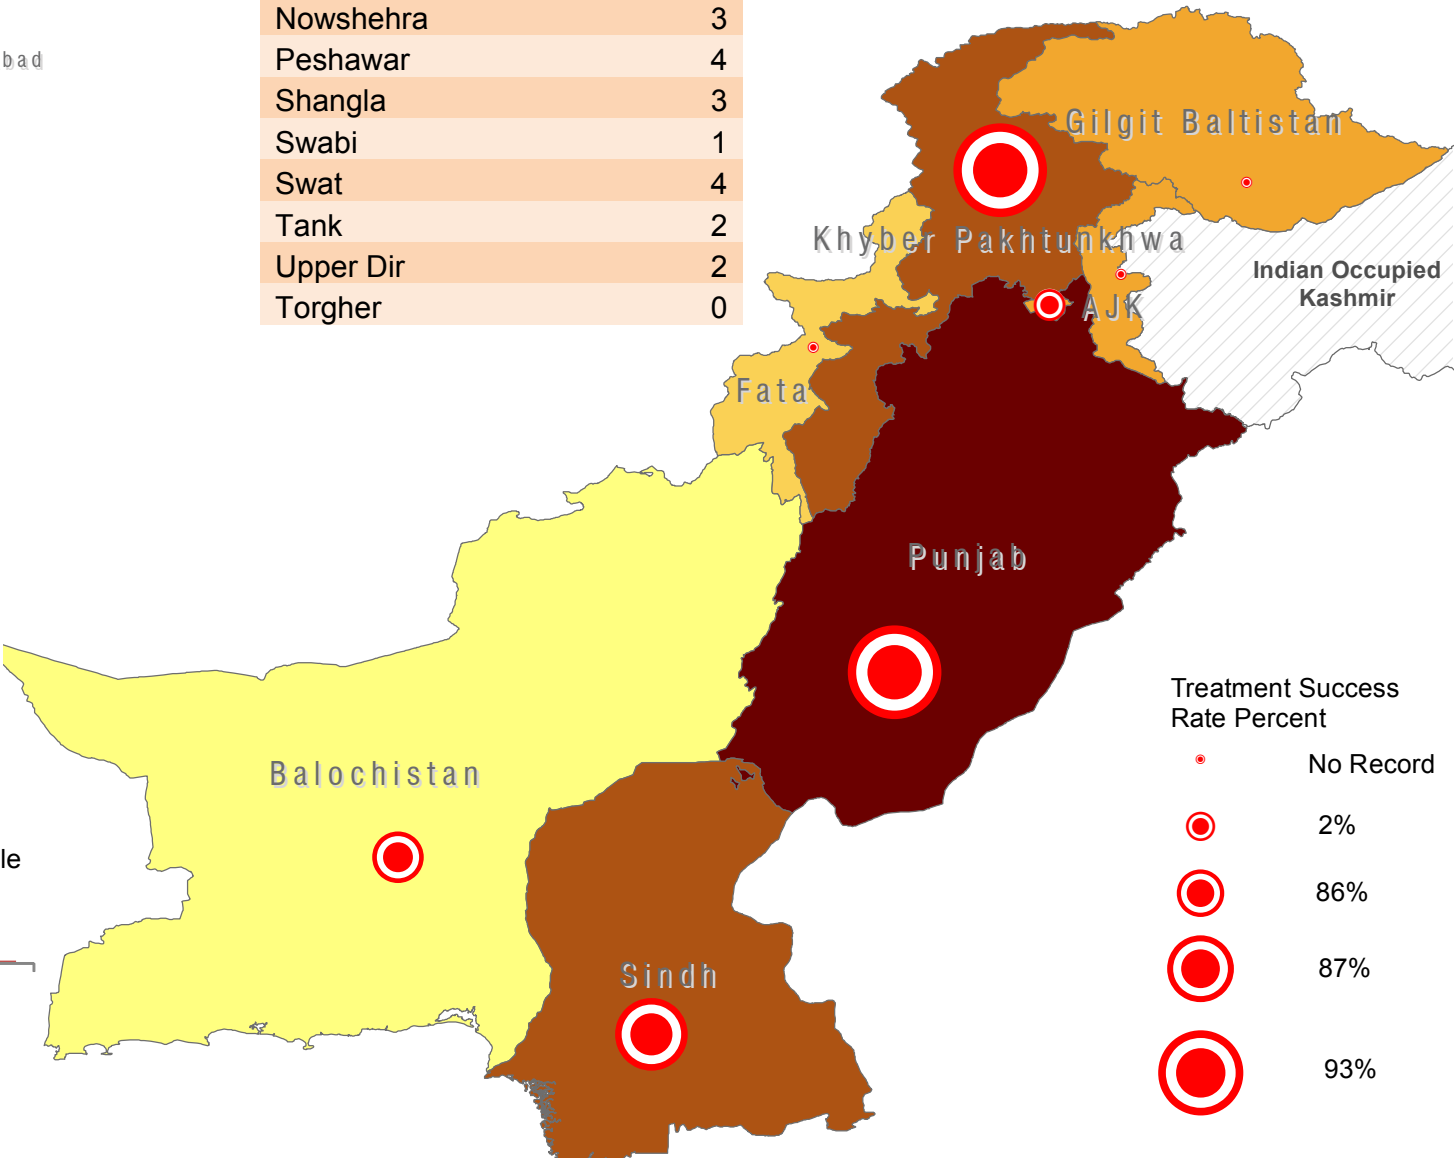 Nowshehra 3
Peshawar 4
Shangla 3
Swabi 1
Swat 4
Tank 2
Upper Dir 2
Torgher 0
bad
Gilgit Baltistan
Khyber Pakhtunkhwa
Indian Occupied
Kashmir
AJK
Fata
Punjab
Balochistan
Sindh
le
Treatment Success
Rate Percent
No Record
2%
86%
87%
93%